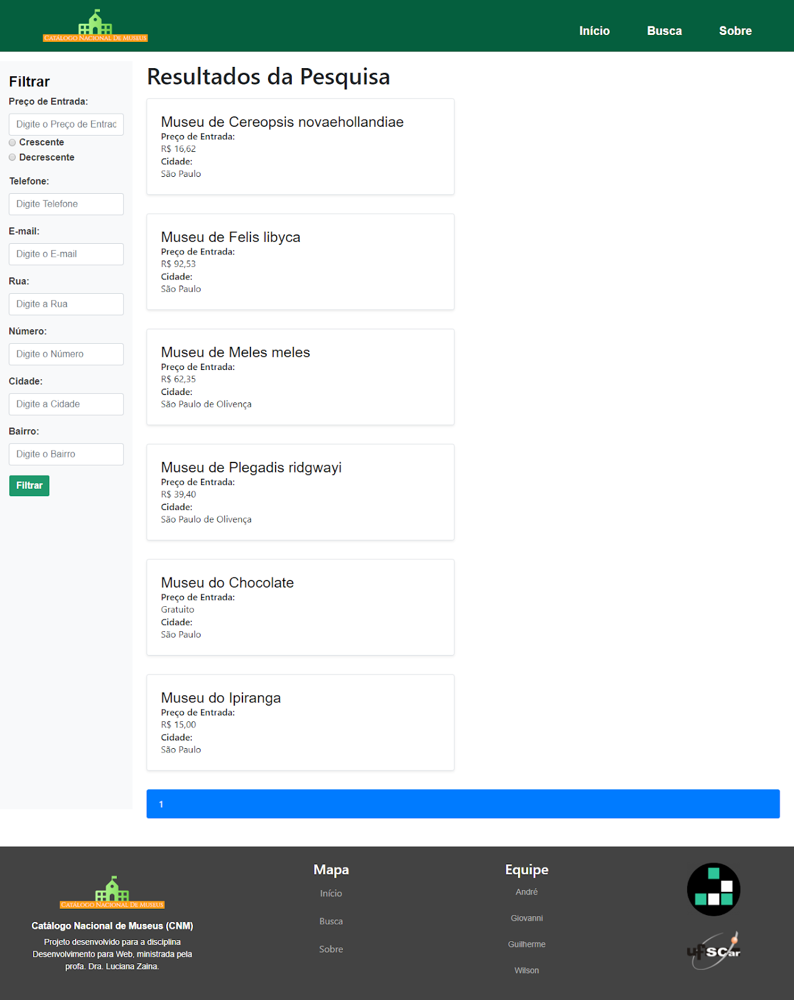 Catálogo Nacional De Museus
Início
Busca
Sobre
Filtrar
Preço de Entrada:
Digite o Preço de Entrad
Crescente
Decrescente
Telefone:
Digite Telefone
E-mail:
Digite o E-mail
Rua:
Digite a Rua
Número:
Digite o Número
Cidade:
Digite a Cidade
Bairro:
Digite o Bairro
Filtrar
Resultados da Pesquisa
Museu de Cereopsis novaehollandiae
Preço de Entrada:
R$ 16,62
Cidade:
São Paulo
Museu de Felis libyca
Preço de Entrada:
R$ 92,53
Cidade:
São Paulo
Museu de Meles meles
Preço de Entrada:
R$ 62,35
Cidade:
São Paulo de Olivença
Museu de Plegadis ridgwayi
Preço de Entrada:
R$ 39,40
Cidade:
São Paulo de Olivença
Museu do Chocolate
Preço de Entrada:
Gratuito
Cidade:
São Paulo
Museu do Ipiranga
Preço de Entrada:
R$ 15,00
Cidade:
São Paulo
1
Catálogo Nacional De Museus
Catálogo Nacional de Museus (CNM)
Projeto desenvolvido para a disciplina
Desenvolvimento para Web, ministrada pela
profa. Dra. Luciana Zaina.
Mapa
Início
Busca
Sobre
Equipe
André
Giovanni
Guilherme
Wilson
ufscar